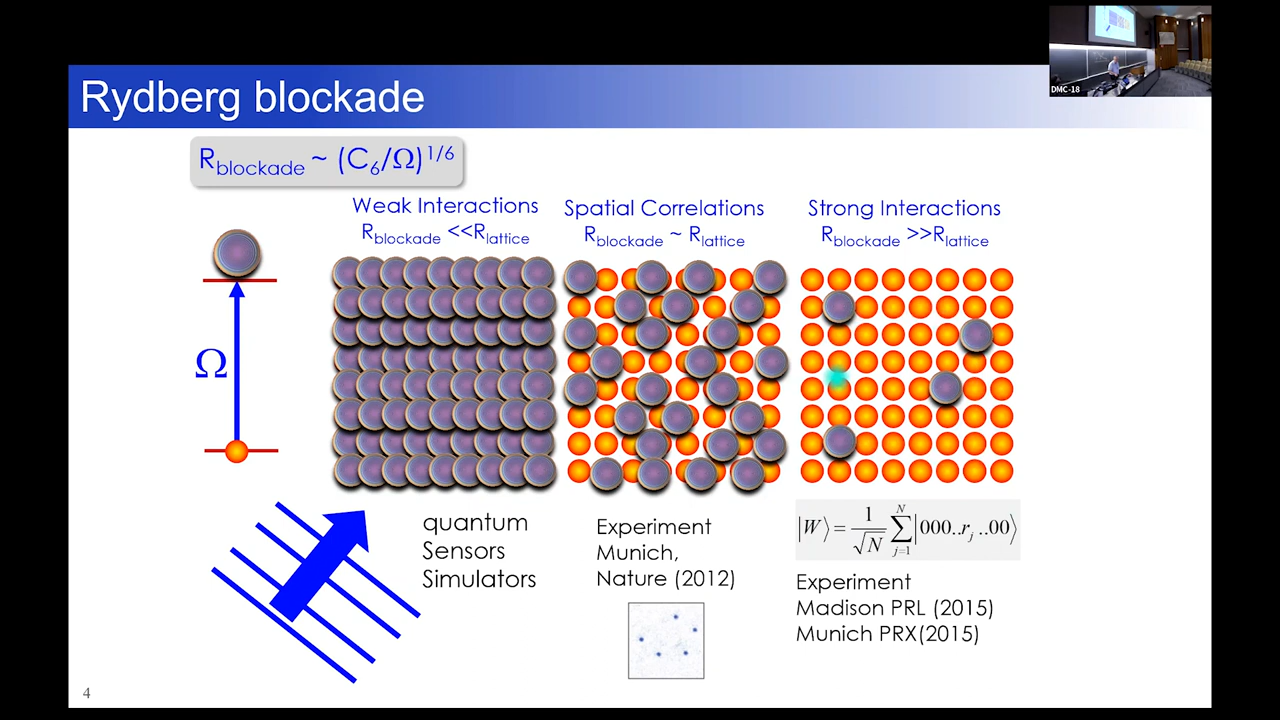 DMC-18
Rydberg blockade
R_blockade ~ (C₆/Ω)^1/6
Weak Interactions
R_blockade <<R_lattice
Spatial Correlations
R_blockade ~ R_lattice
Strong Interactions
R_blockade >>R_lattice
Ω
quantum
Sensors
Simulators
Experiment
Munich,
Nature (2012)
|W⟩ = 1/√N ∑_{j=1}^{N} |000..r_j ..00⟩
Experiment
Madison PRL (2015)
Munich PRX(2015)
4